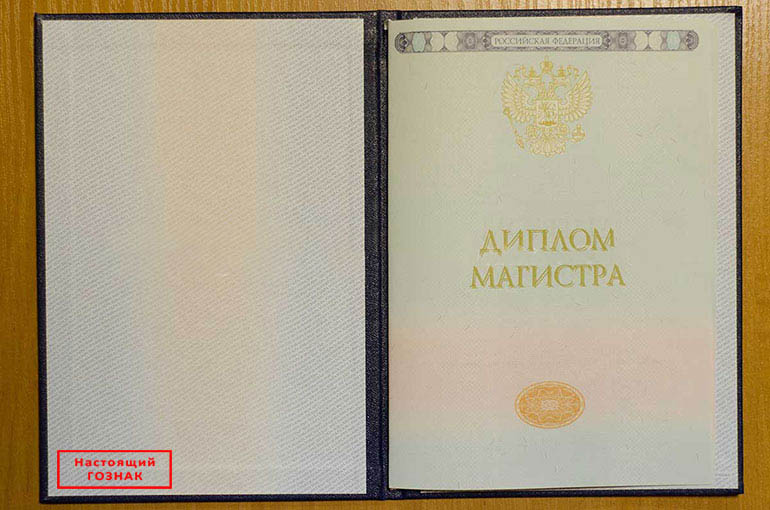 РОССИЙСКАЯ ФЕДЕРАЦИЯ
ДИПЛОМ
МАГИСТРА
Настоящий
ГОЗНАК